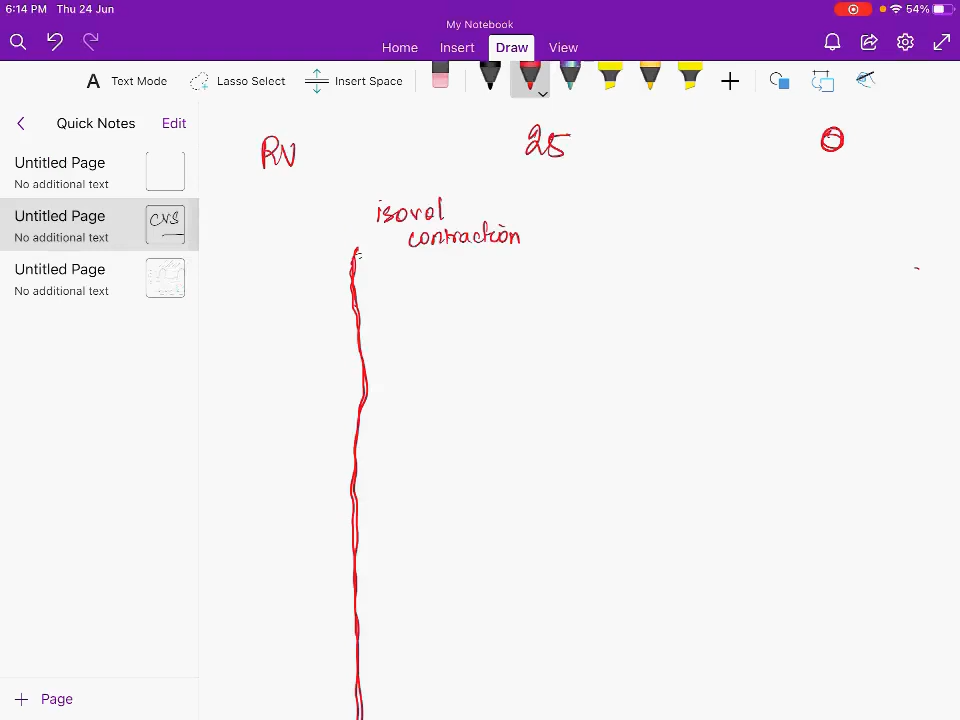 6:14 PM Thu 24 Jun
54%
My Notebook
Home Insert Draw View
A Text Mode Lasso Select Insert Space
Quick Notes Edit
Untitled Page
No additional text
Untitled Page
No additional text
CVS
Untitled Page
No additional text
Page
RV 25 0
isovol
contraction